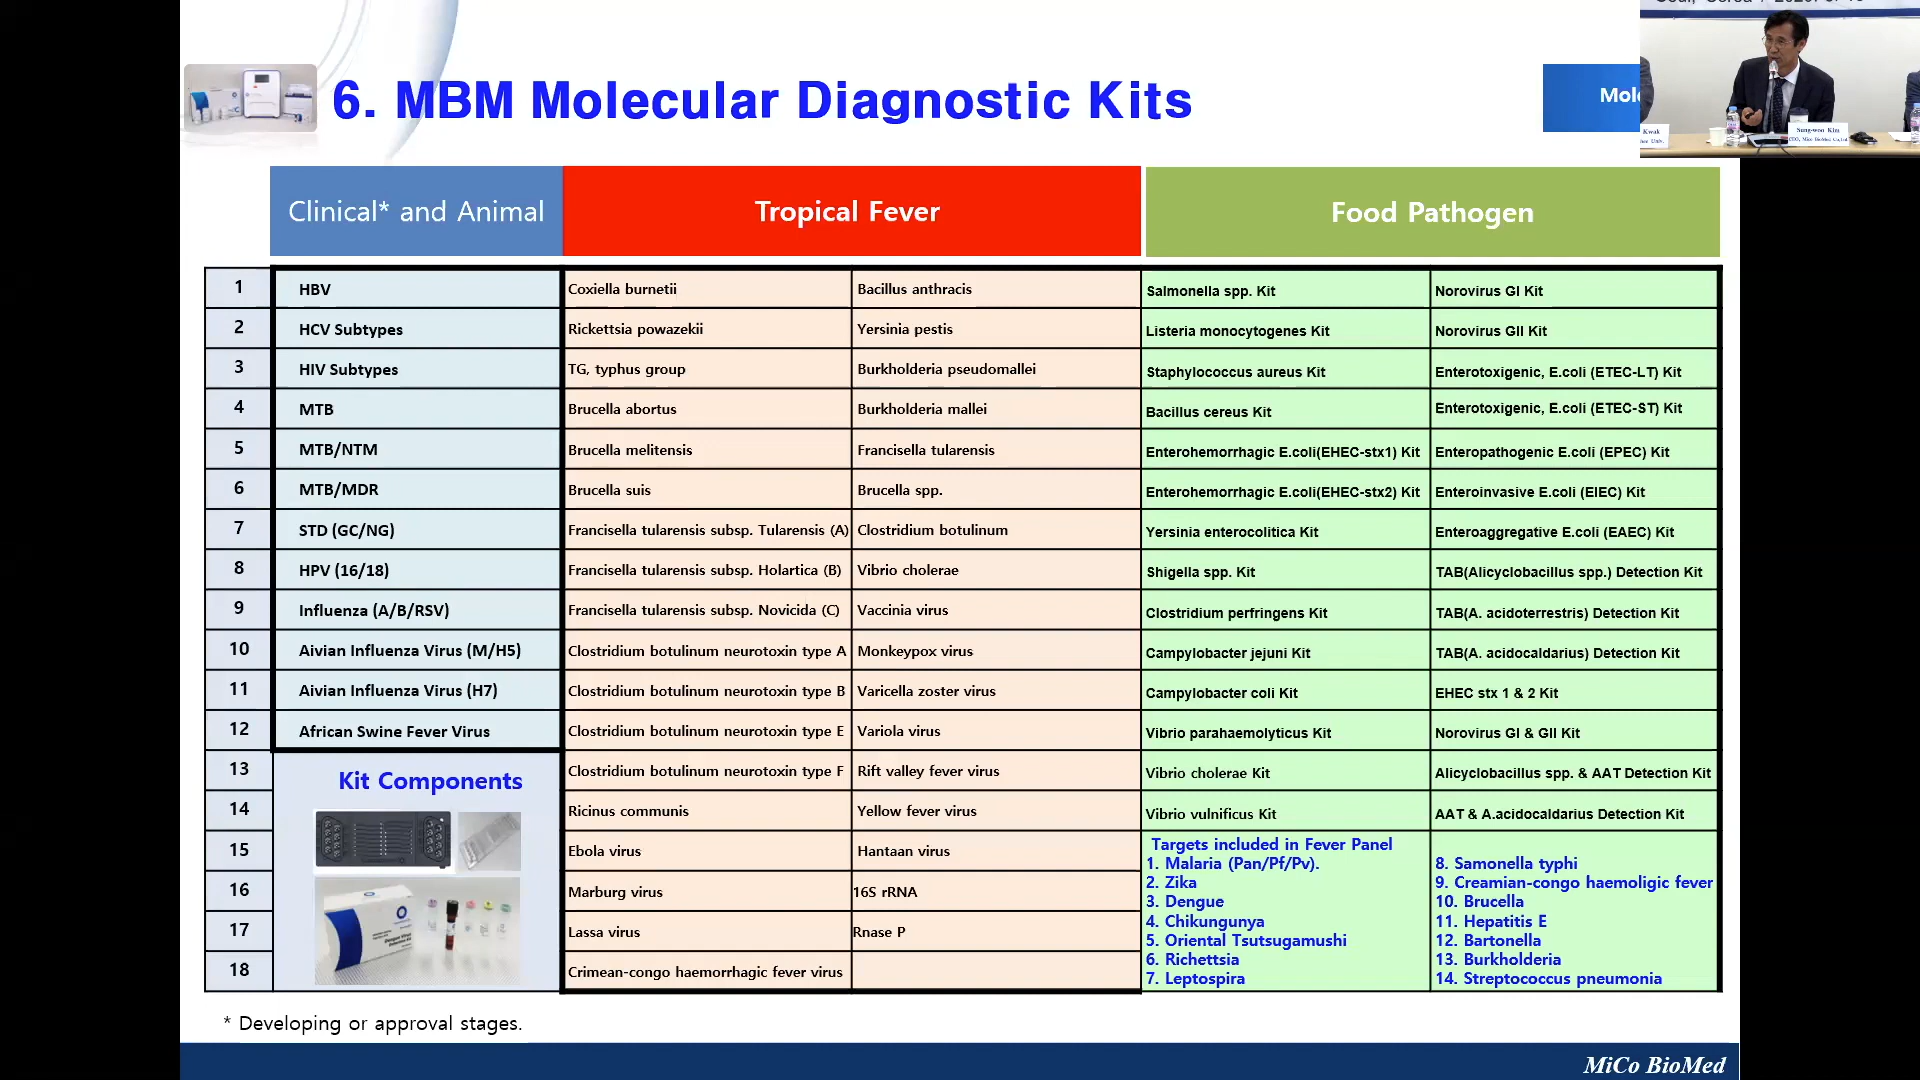 6. MBM Molecular Diagnostic Kits
Kwak
Univ.
Sung-woo Kim
Clinical* and Animal
Tropical Fever
Food Pathogen
1 HBV Coxiella burnetii Bacillus anthracis Salmonella spp. Kit Norovirus GI Kit
2 HCV Subtypes Rickettsia powazekii Yersinia pestis Listeria monocytogenes Kit Norovirus GII Kit
3 HIV Subtypes TG, typhus group Burkholderia pseudomallei Staphylococcus aureus Kit Enterotoxigenic, E.coli (ETEC-LT) Kit
4 MTB Brucella abortus Burkholderia mallei Bacillus cereus Kit Enterotoxigenic, E.coli (ETEC-ST) Kit
5 MTB/NTM Brucella melitensis Francisella tularensis Enterohemorrhagic E.coli(EHEC-stx1) Kit Enteropathogenic E.coli (EPEC) Kit
6 MTB/MDR Brucella suis Brucella spp. Enterohemorrhagic E.coli(EHEC-stx2) Kit Enteroinvasive E.coli (EIEC) Kit
7 STD (GC/NG) Francisella tularensis subsp. Tularensis (A) Clostridium botulinum Yersinia enterocolitica Kit Enteroaggregative E.coli (EAEC) Kit
8 HPV (16/18) Francisella tularensis subsp. Holartica (B) Vibrio cholerae Shigella spp. Kit TAB(Alicyclobacillus spp.) Detection Kit
9 Influenza (A/B/RSV) Francisella tularensis subsp. Novicida (C) Vaccinia virus Clostridium perfringens Kit TAB(A. acidoterrestris) Detection Kit
10 Aivian Influenza Virus (M/H5) Clostridium botulinum neurotoxin type A Monkeypox virus Campylobacter jejuni Kit TAB(A. acidocaldarius) Detection Kit
11 Aivian Influenza Virus (H7) Clostridium botulinum neurotoxin type B Varicella zoster virus Campylobacter coli Kit EHEC stx 1 & 2 Kit
12 African Swine Fever Virus Clostridium botulinum neurotoxin type E Variola virus Vibrio parahaemolyticus Kit Norovirus GI & GII Kit
13 Clostridium botulinum neurotoxin type F Rift valley fever virus Vibrio cholerae Kit Alicyclobacillus spp. & AAT Detection Kit
14 Ricinus communis Yellow fever virus Vibrio vulnificus Kit AAT & A.acidocaldarius Detection Kit
15 Ebola virus Hantaan virus
16 Marburg virus 16S rRNA
17 Lassa virus Rnase P
18 Crimean-congo haemorrhagic fever virus
Kit Components
Targets included in Fever Panel
1. Malaria (Pan/Pf/Pv).
2. Zika
3. Dengue
4. Chikungunya
5. Oriental Tsutsugamushi
6. Richettsia
7. Leptospira
8. Samonella typhi
9. Creamian-congo haemoligic fever
10. Brucella
11. Hepatitis E
12. Bartonella
13. Burkholderia
14. Streptococcus pneumonia
* Developing or approval stages.
MiCo BioMed